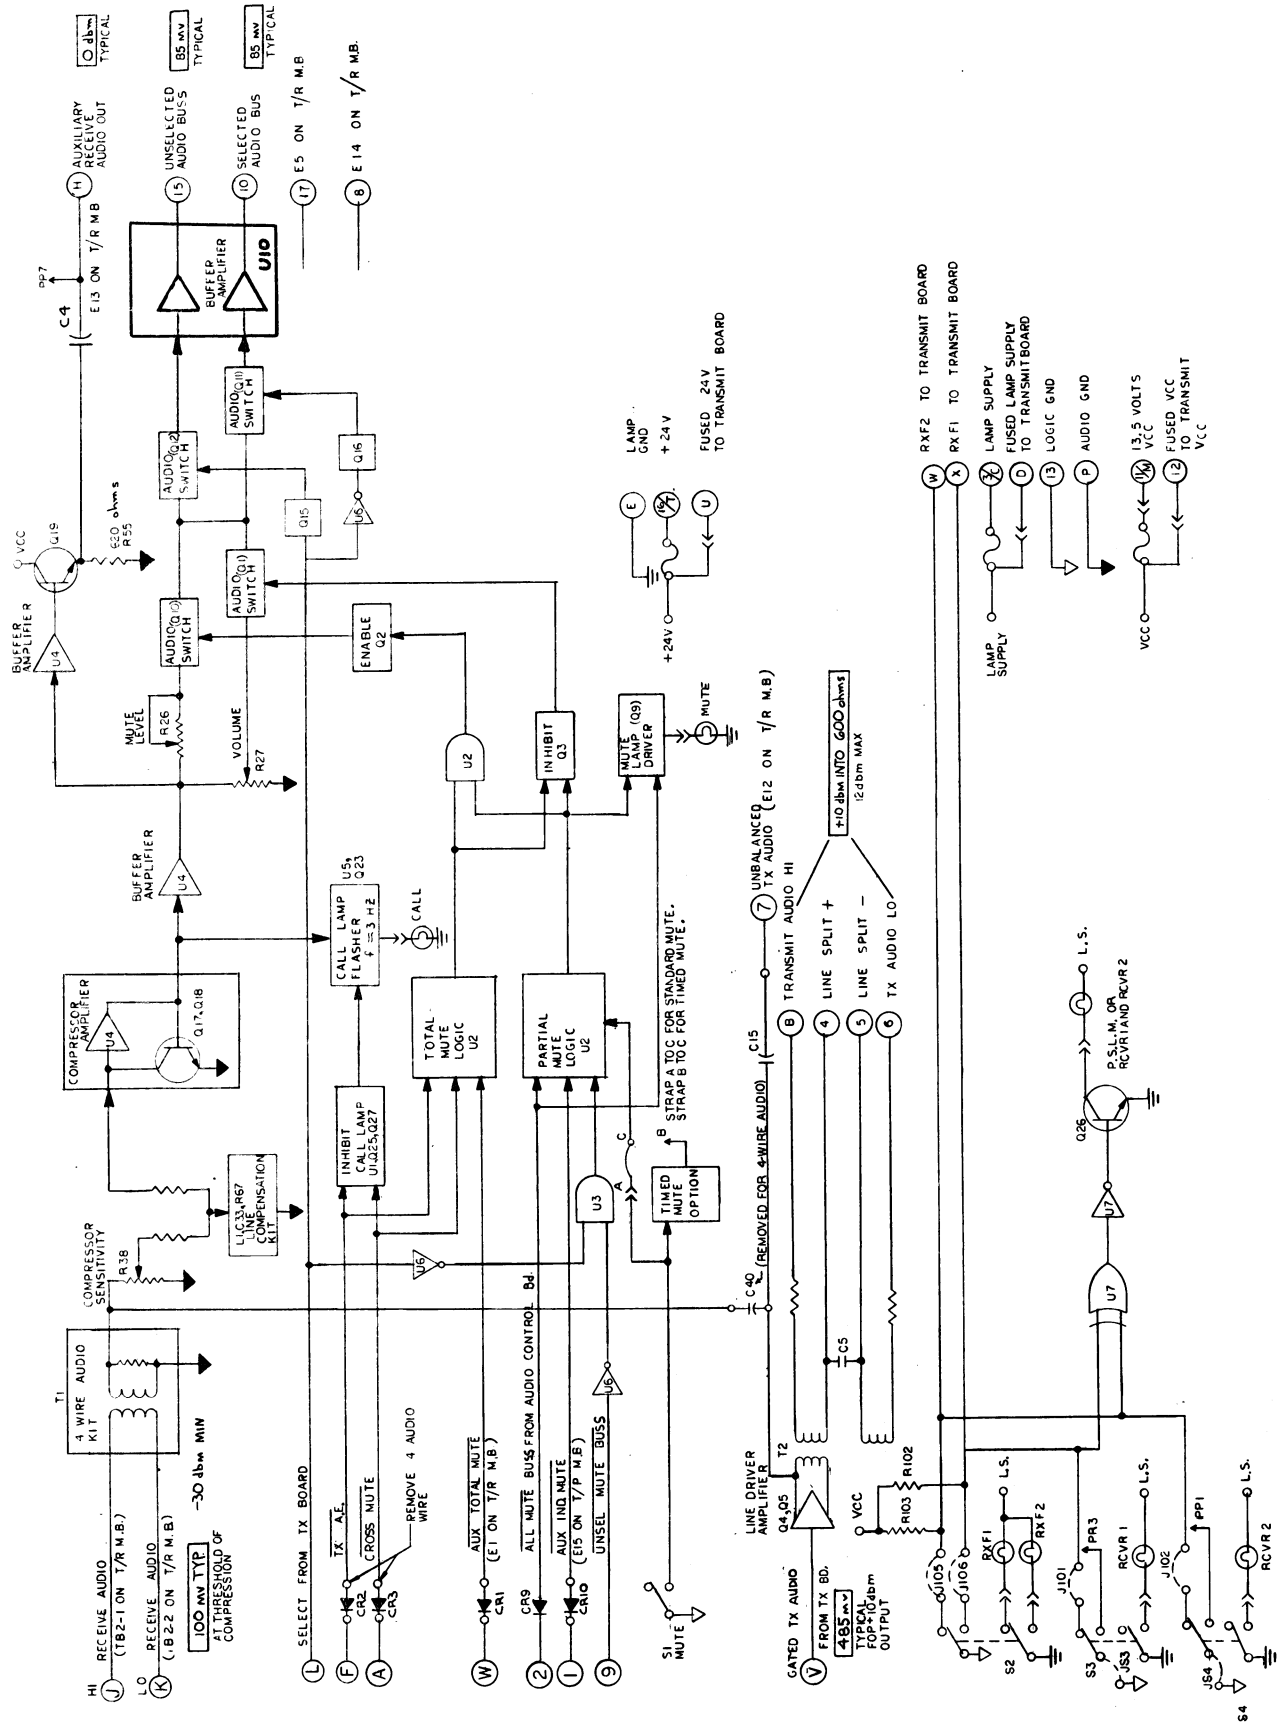 HI
RECEIVE AUDIO
(TB2-1 ON T/R M.B.)
J
LO
RECEIVE AUDIO
(.B2-2 ON T/R M.B)
K
100 MV TYP
-30 dbm MIN
AT THRESHOLD OF
COMPRESSION
T1
4 WIRE AUDIO
KIT
COMPRESSOR
SENSITIVITY
R38
L1,C33,R67
LINE
COMPENSATION
KIT
COMPRESSOR
AMPLIFIER
U4
Q17,Q18
BUFFER
AMPLIFIER
U4
BUFFER
AMPLIFIER
U4
VCC
Q19
620 ohms
R55
MUTE
LEVEL
R26
VOLUME
R27
AUDIO(Q10)
SWITCH
AUDIO(Q1)
SWITCH
AUDIO(Q12)
SWITCH
AUDIO(Q11)
SWITCH
Q15
U6
Q16
C4
PP7
E13 ON T/R MB
BUFFER
AMPLIFIER
U10
H
AUXILIARY
RECEIVE
AUDIO OUT
0 dbm
TYPICAL
15
UNSELECTED
AUDIO BUSS
85 mv
TYPICAL
10
SELECTED
AUDIO BUS
85 mv
TYPICAL
17
E5 ON T/R M.B
8
E14 ON T/R M.B.
L
SELECT FROM TX BOARD
F
CR2
TX A.F.
A
CR3
CROSS MUTE
REMOVE 4 AUDIO
WIRE
U6
INHIBIT
CALL LAMP
U1,Q25,Q27
CALL LAMP
FLASHER
f = 3 HZ
U5,
Q23
CALL
W
CR1
AUX TOTAL MUTE
(E1 ON T/R M.B)
TOTAL
MUTE
LOGIC
U2
2
CR9
ALL MUTE BUSS FROM AUDIO CONTROL Bd.
1
CR10
AUX IND MUTE
(E15 ON T/P M.B)
9
UNSEL MUTE BUSS
U6
U3
PARTIAL
MUTE
LOGIC
U2
U2
ENABLE
Q2
INHIBIT
Q3
MUTE
LAMP (Q9)
DRIVER
MUTE
S1
MUTE
TIMED
MUTE
OPTION
A
C
B
STRAP A TO C FOR STANDARD MUTE.
STRAP B TO C FOR TIMED MUTE.
E
LAMP
GND
16/T
+ 24 V
U
FUSED 24V
TO TRANSMIT BOARD
+24V
GATED TX AUDIO
V
FROM TX BD.
485 mv
TYPICAL
FOP+10dbm
OUTPUT
LINE DRIVER
AMPLIFIER
Q4,Q5
T2
C40
(REMOVED FOR 4-WIRE AUDIO)
C15
7
UNBALANCED
TX AUDIO (E12 ON T/R M.B)
C5
8
TRANSMIT AUDIO HI
4
LINE SPLIT +
5
LINE SPLIT -
6
TX AUDIO LO
+10 dbm INTO 600 ohms
12dbm MAX
VCC
R103
R102
J105
J106
S2
RXF1
RXF2
L.S.
J101
PR3
S3
JS3
RCVR 1
L.S.
J102
PP1
JS4
S4
RCVR 2
L.S.
U7
U7
Q26
L.S.
P.S.L.M. OR
RCVR1 AND RCVR2
W
RXF2 TO TRANSMIT BOARD
X
RXF1 TO TRANSMIT BOARD
LAMP
SUPPLY
3/C
LAMP SUPPLY
D
FUSED LAMP SUPPLY
TO TRANSMIT BOARD
13
LOGIC GND
P
AUDIO GND
VCC
11/M
13.5 VOLTS
VCC
12
FUSED VCC
TO TRANSMIT
VCC